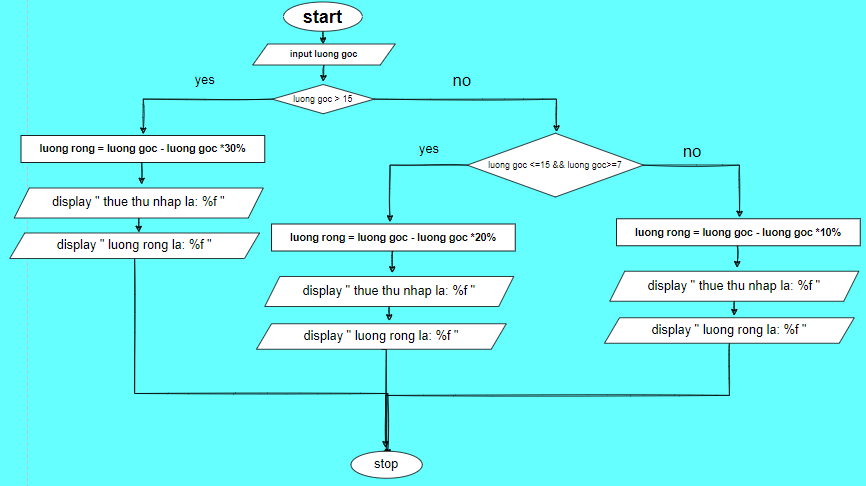 start
input luong goc
yes
no
luong goc > 15
luong rong = luong goc - luong goc *30%
display " thue thu nhap la: %f "
display " luong rong la: %f "
yes
no
luong goc <=15 && luong goc>=7
luong rong = luong goc - luong goc *20%
display " thue thu nhap la: %f "
display " luong rong la: %f "
luong rong = luong goc - luong goc *10%
display " thue thu nhap la: %f "
display " luong rong la: %f "
stop